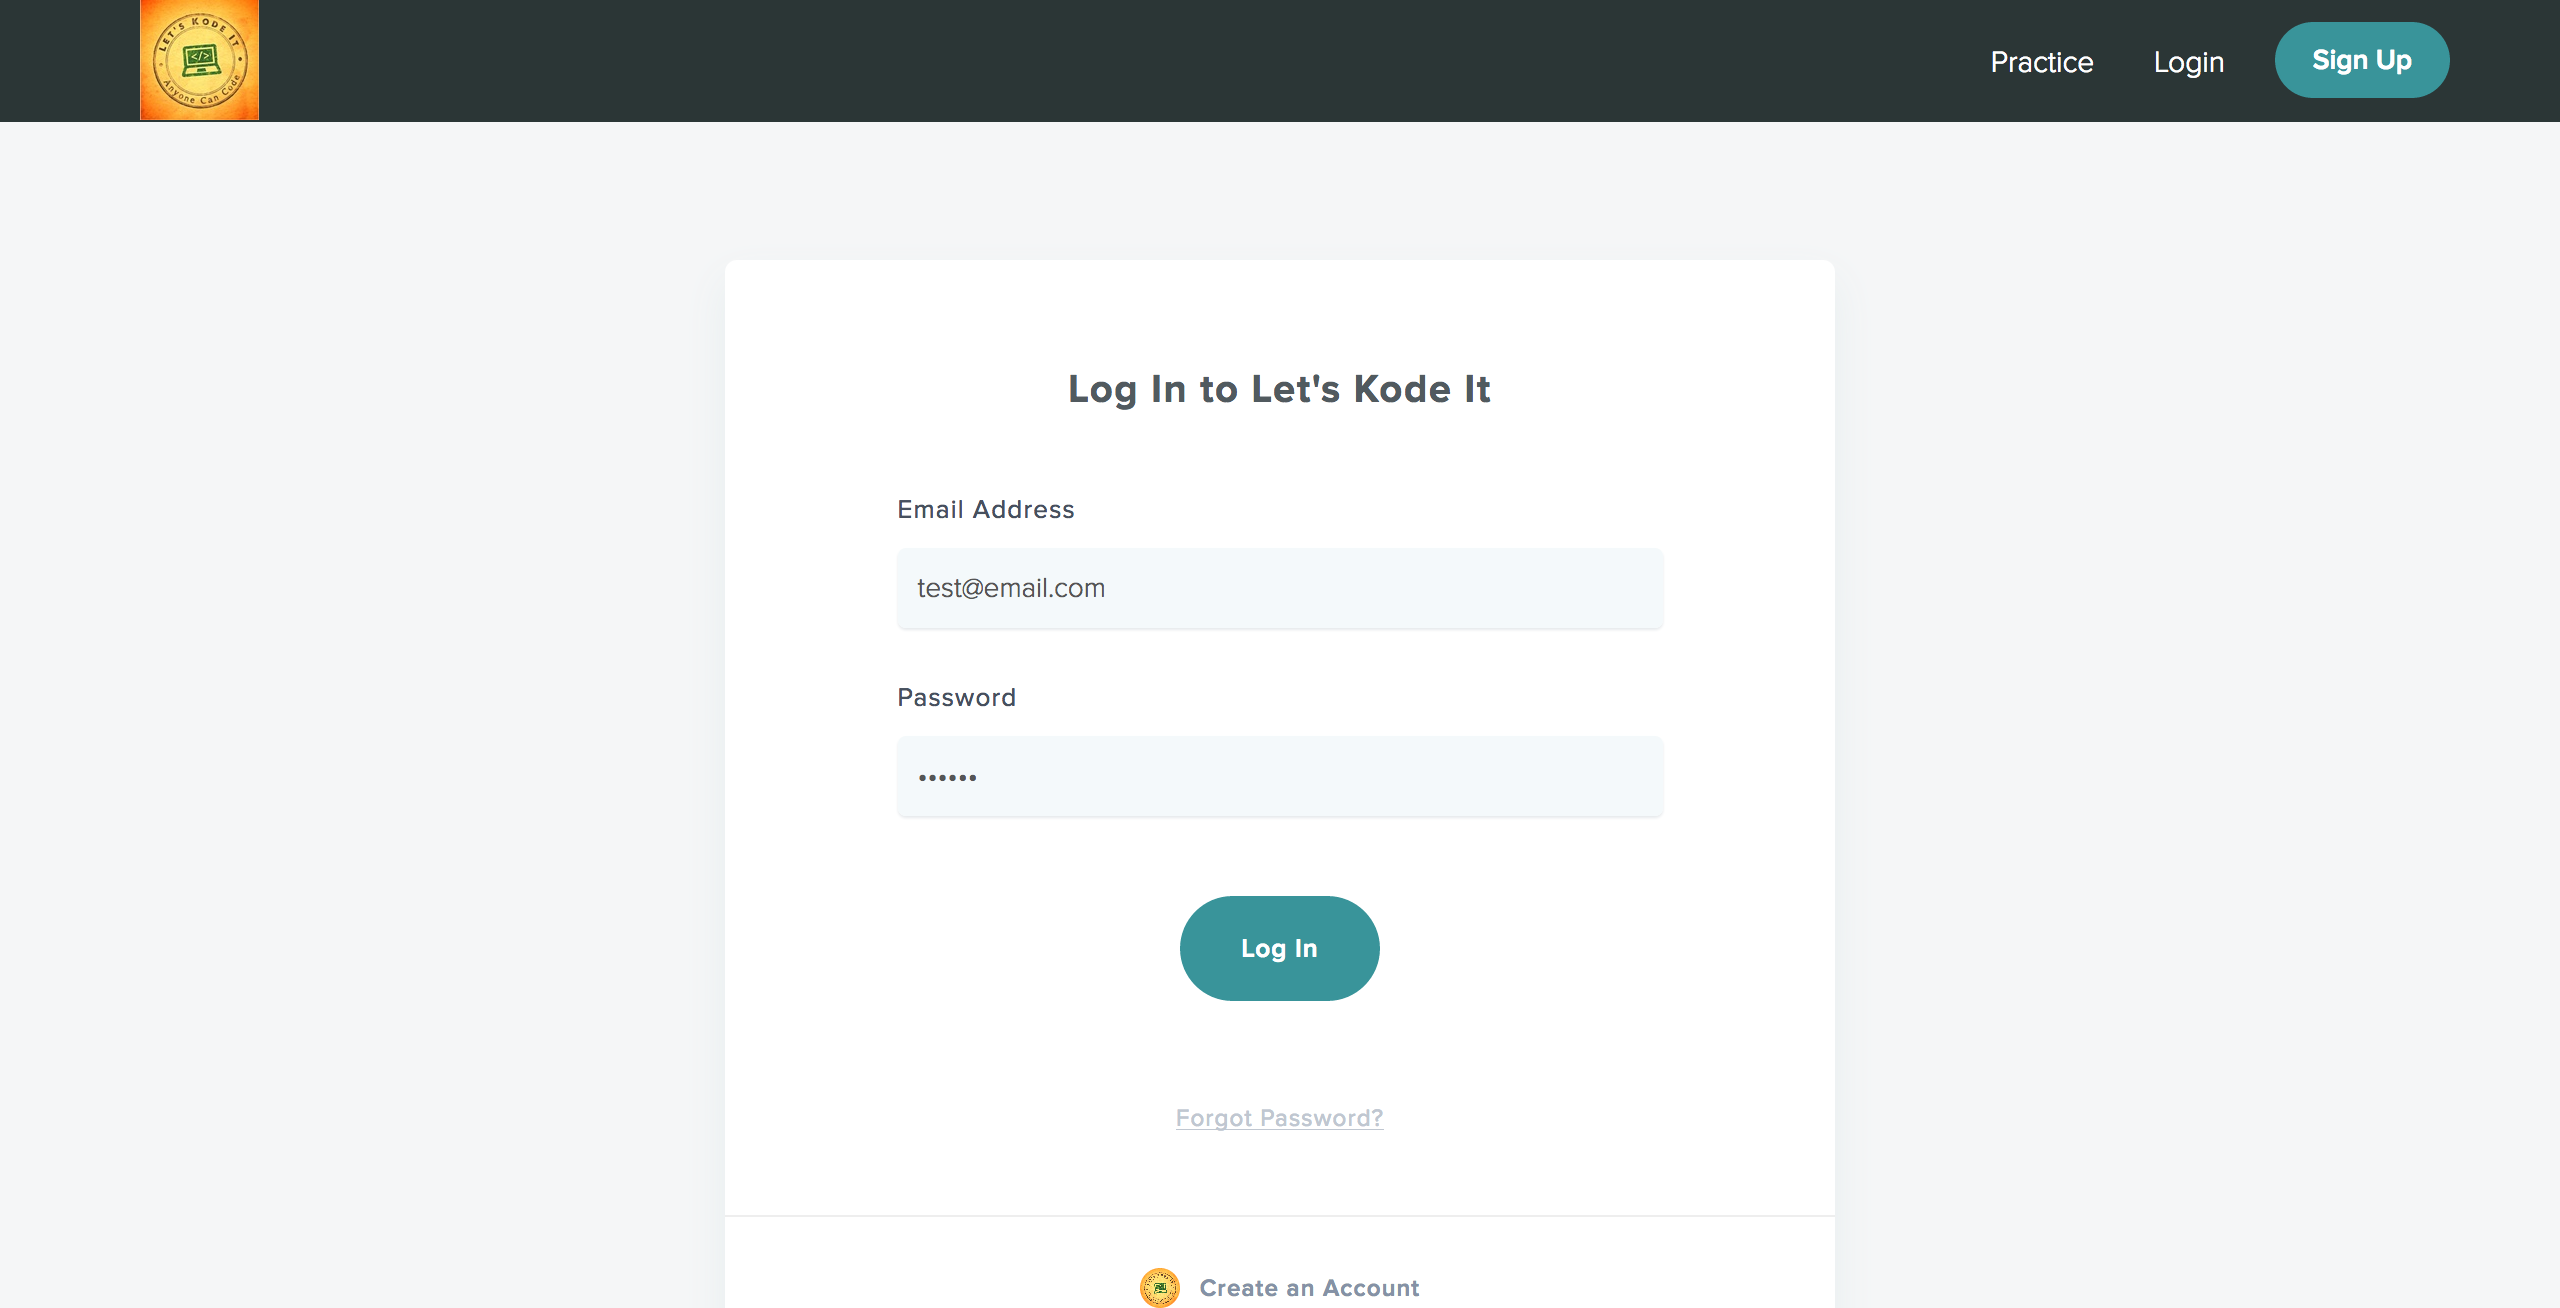 LET'S KODE IT
Anyone Can Code
Practice
Login
Sign Up
Log In to Let's Kode It
Email Address
test@email.com
Password
••••••
Log In
Forgot Password?
Create an Account